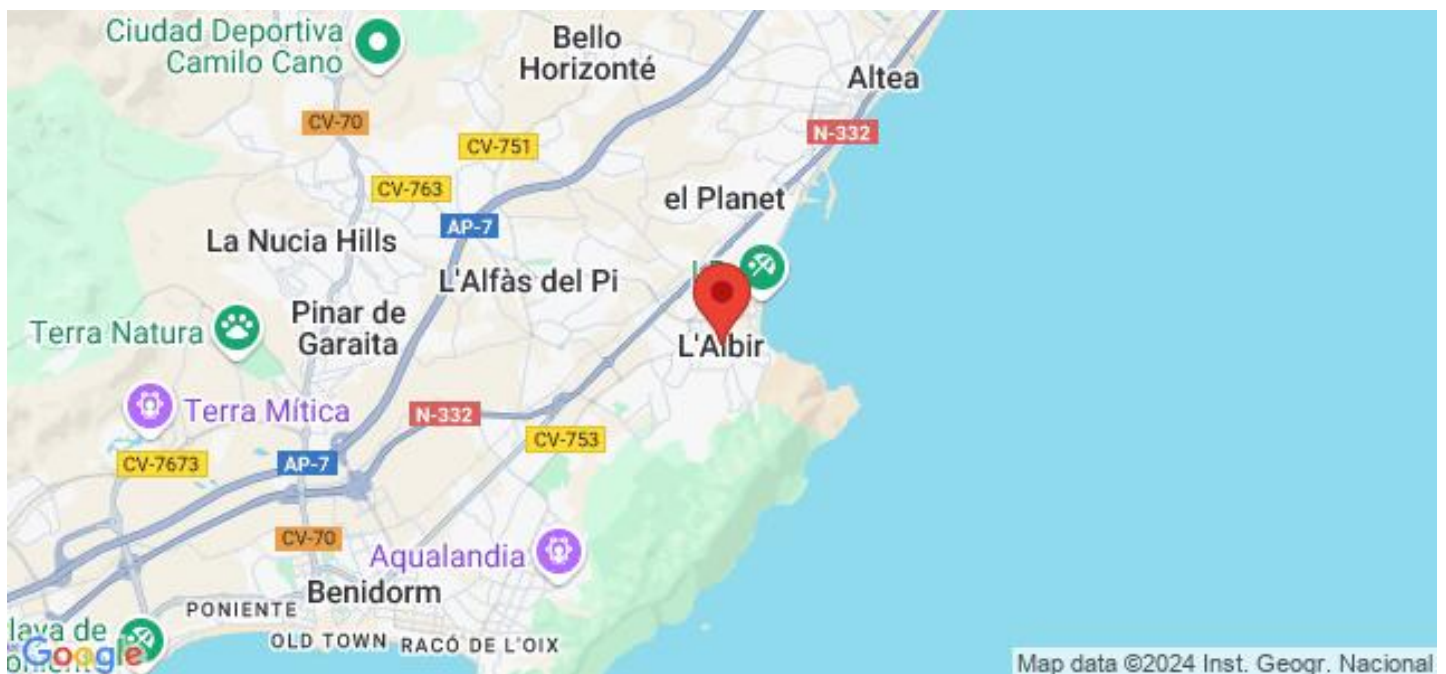 Ciudad Deportiva
Camilo Cano
Bello
Horizonté
Altea
CV-70
N-332
CV-751
CV-763
el Planet
AP-7
La Nucia Hills
L'Alfàs del Pi
Pinar de
Garaita
Terra Natura
L'Albir
Terra Mítica
N-332
CV-753
CV-7673
AP-7
CV-70
Aqualandia
Benidorm
PONIENTE
OLD TOWN
RACÓ DE L'OIX
de
Google
Map data ©2024 Inst. Geogr. Nacional